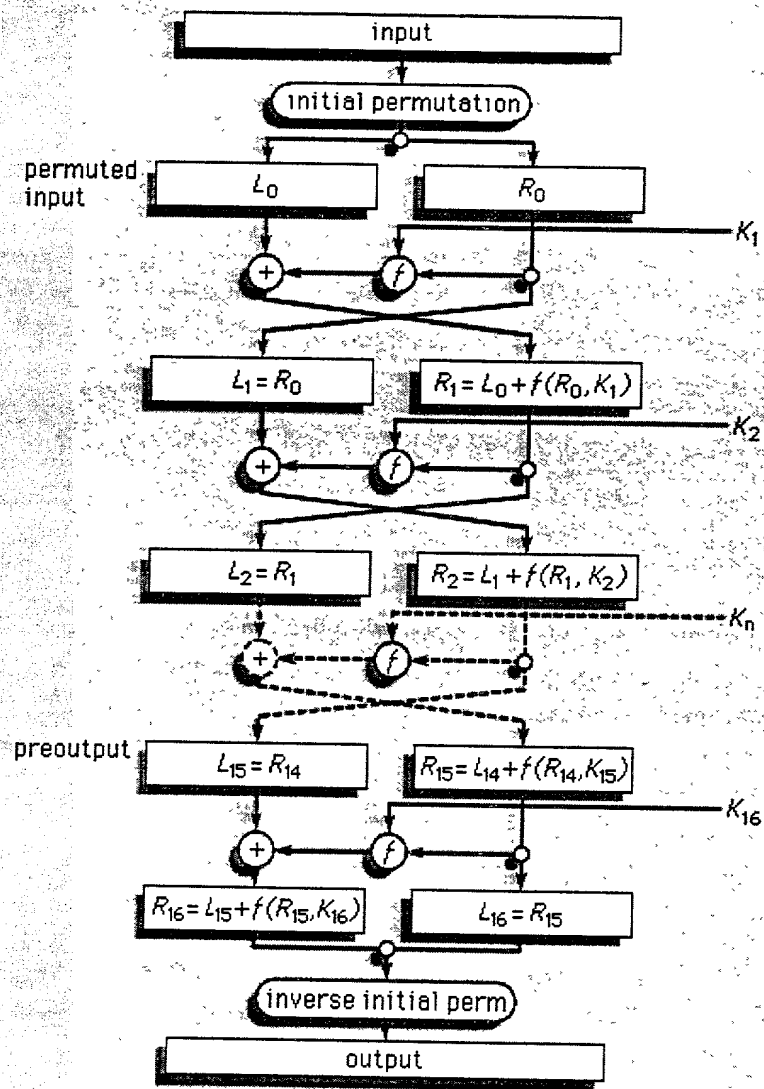 input
initial permutation
permuted
input
L₀
R₀
K₁
+
f
L₁ = R₀
R₁ = L₀ + f(R₀, K₁)
K₂
+
f
L₂ = R₁
R₂ = L₁ + f(R₁, K₂)
Kₙ
+
f
preoutput
L₁₅ = R₁₄
R₁₅ = L₁₄ + f(R₁₄, K₁₅)
K₁₆
+
f
R₁₆ = L₁₅ + f(R₁₅, K₁₆)
L₁₆ = R₁₅
inverse initial perm
output